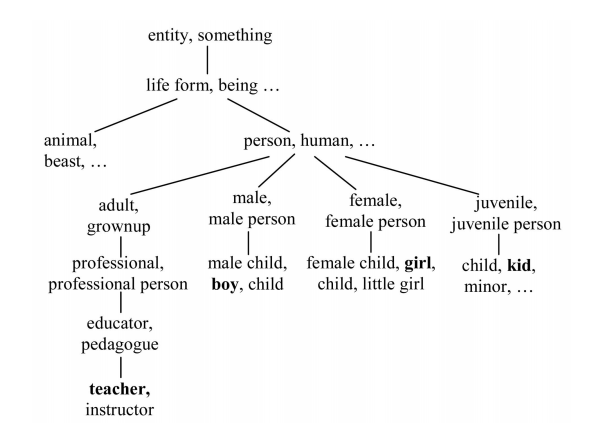 entity, something
life form, being …
animal,
beast, …
person, human, …
adult,
grownup
male,
male person
female,
female person
juvenile,
juvenile person
professional,
professional person
male child,
boy, child
female child, girl,
child, little girl
child, kid,
minor, …
educator,
pedagogue
teacher,
instructor